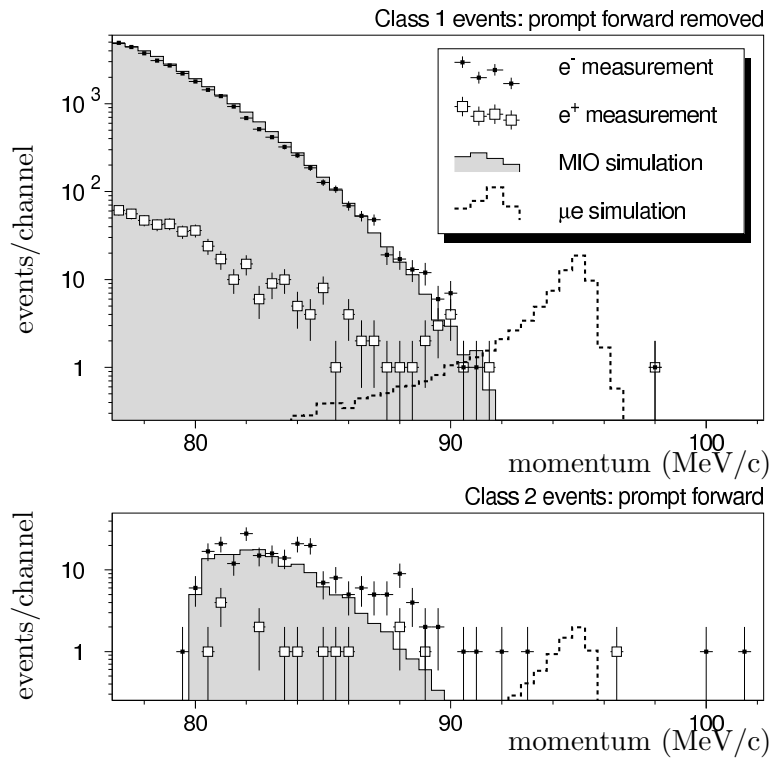 Class 1 events: prompt forward removed
events/channel
10³
10²
10
1
e⁻ measurement
e⁺ measurement
MIO simulation
μe simulation
80
90
100
momentum (MeV/c)
Class 2 events: prompt forward
events/channel
10
1
80
90
100
momentum (MeV/c)